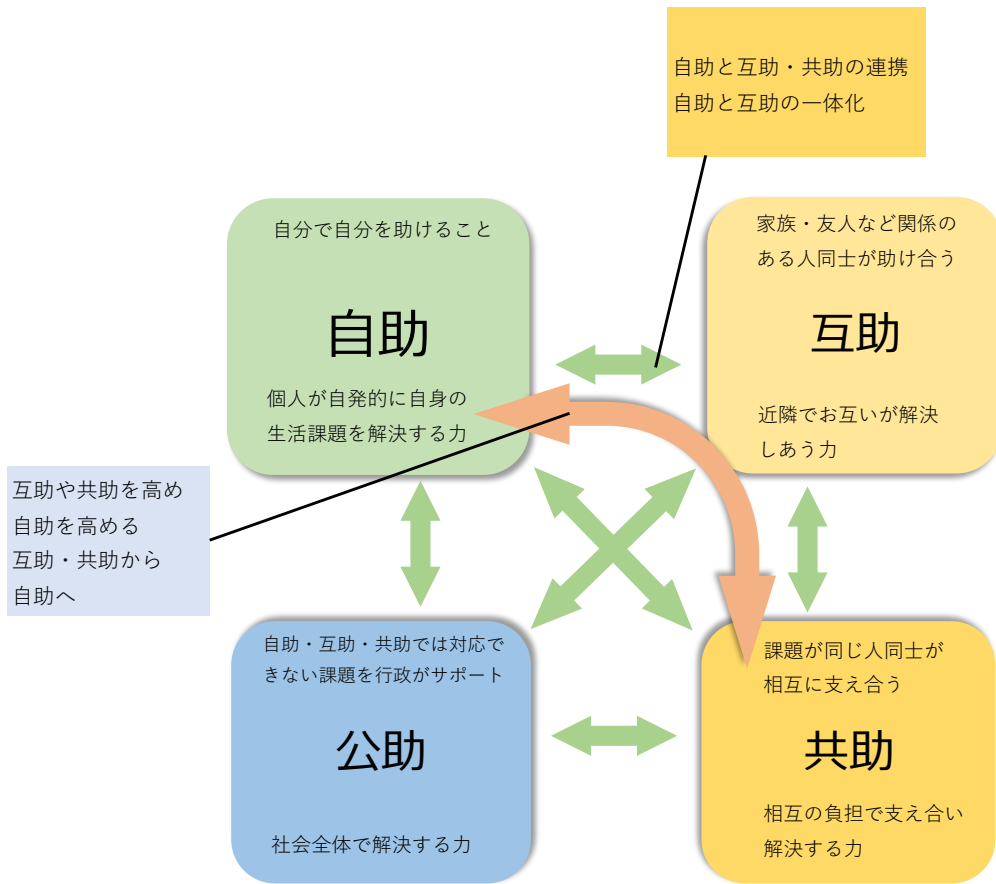 自助と互助・共助の連携
自助と互助の一体化
自分で自分を助けること
自助
個人が自発的に自身の
生活課題を解決する力
家族・友人など関係の
ある人同士が助け合う
互助
近隣でお互いが解決
しあう力
互助や共助を高め
自助を高める
互助・共助から
自助へ
自助・互助・共助では対応で
きない課題を行政がサポート
公助
社会全体で解決する力
課題が同じ人同士が
相互に支え合う
共助
相互の負担で支え合い
解決する力